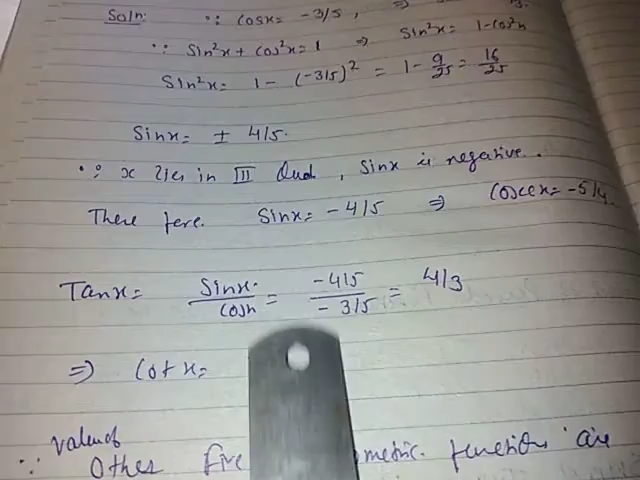 Soln: ∵ cosx = -3/5, ⇒
∵ Sin²x + cos²x = 1 ⇒ Sin²x = 1-cos²x
Sin²x = 1 - (-3/5)² = 1 - 9/25 = 16/25
Sinx = ± 4/5.
∵ x lies in III Quad, Sinx is negative.
There fore. Sinx = -4/5 ⇒ Cosecx = -5/4
Tanx = Sinx/cosx = -4/5/-3/5 = 4/3
⇒ Cotx =
value of
∵ Other five metric function are